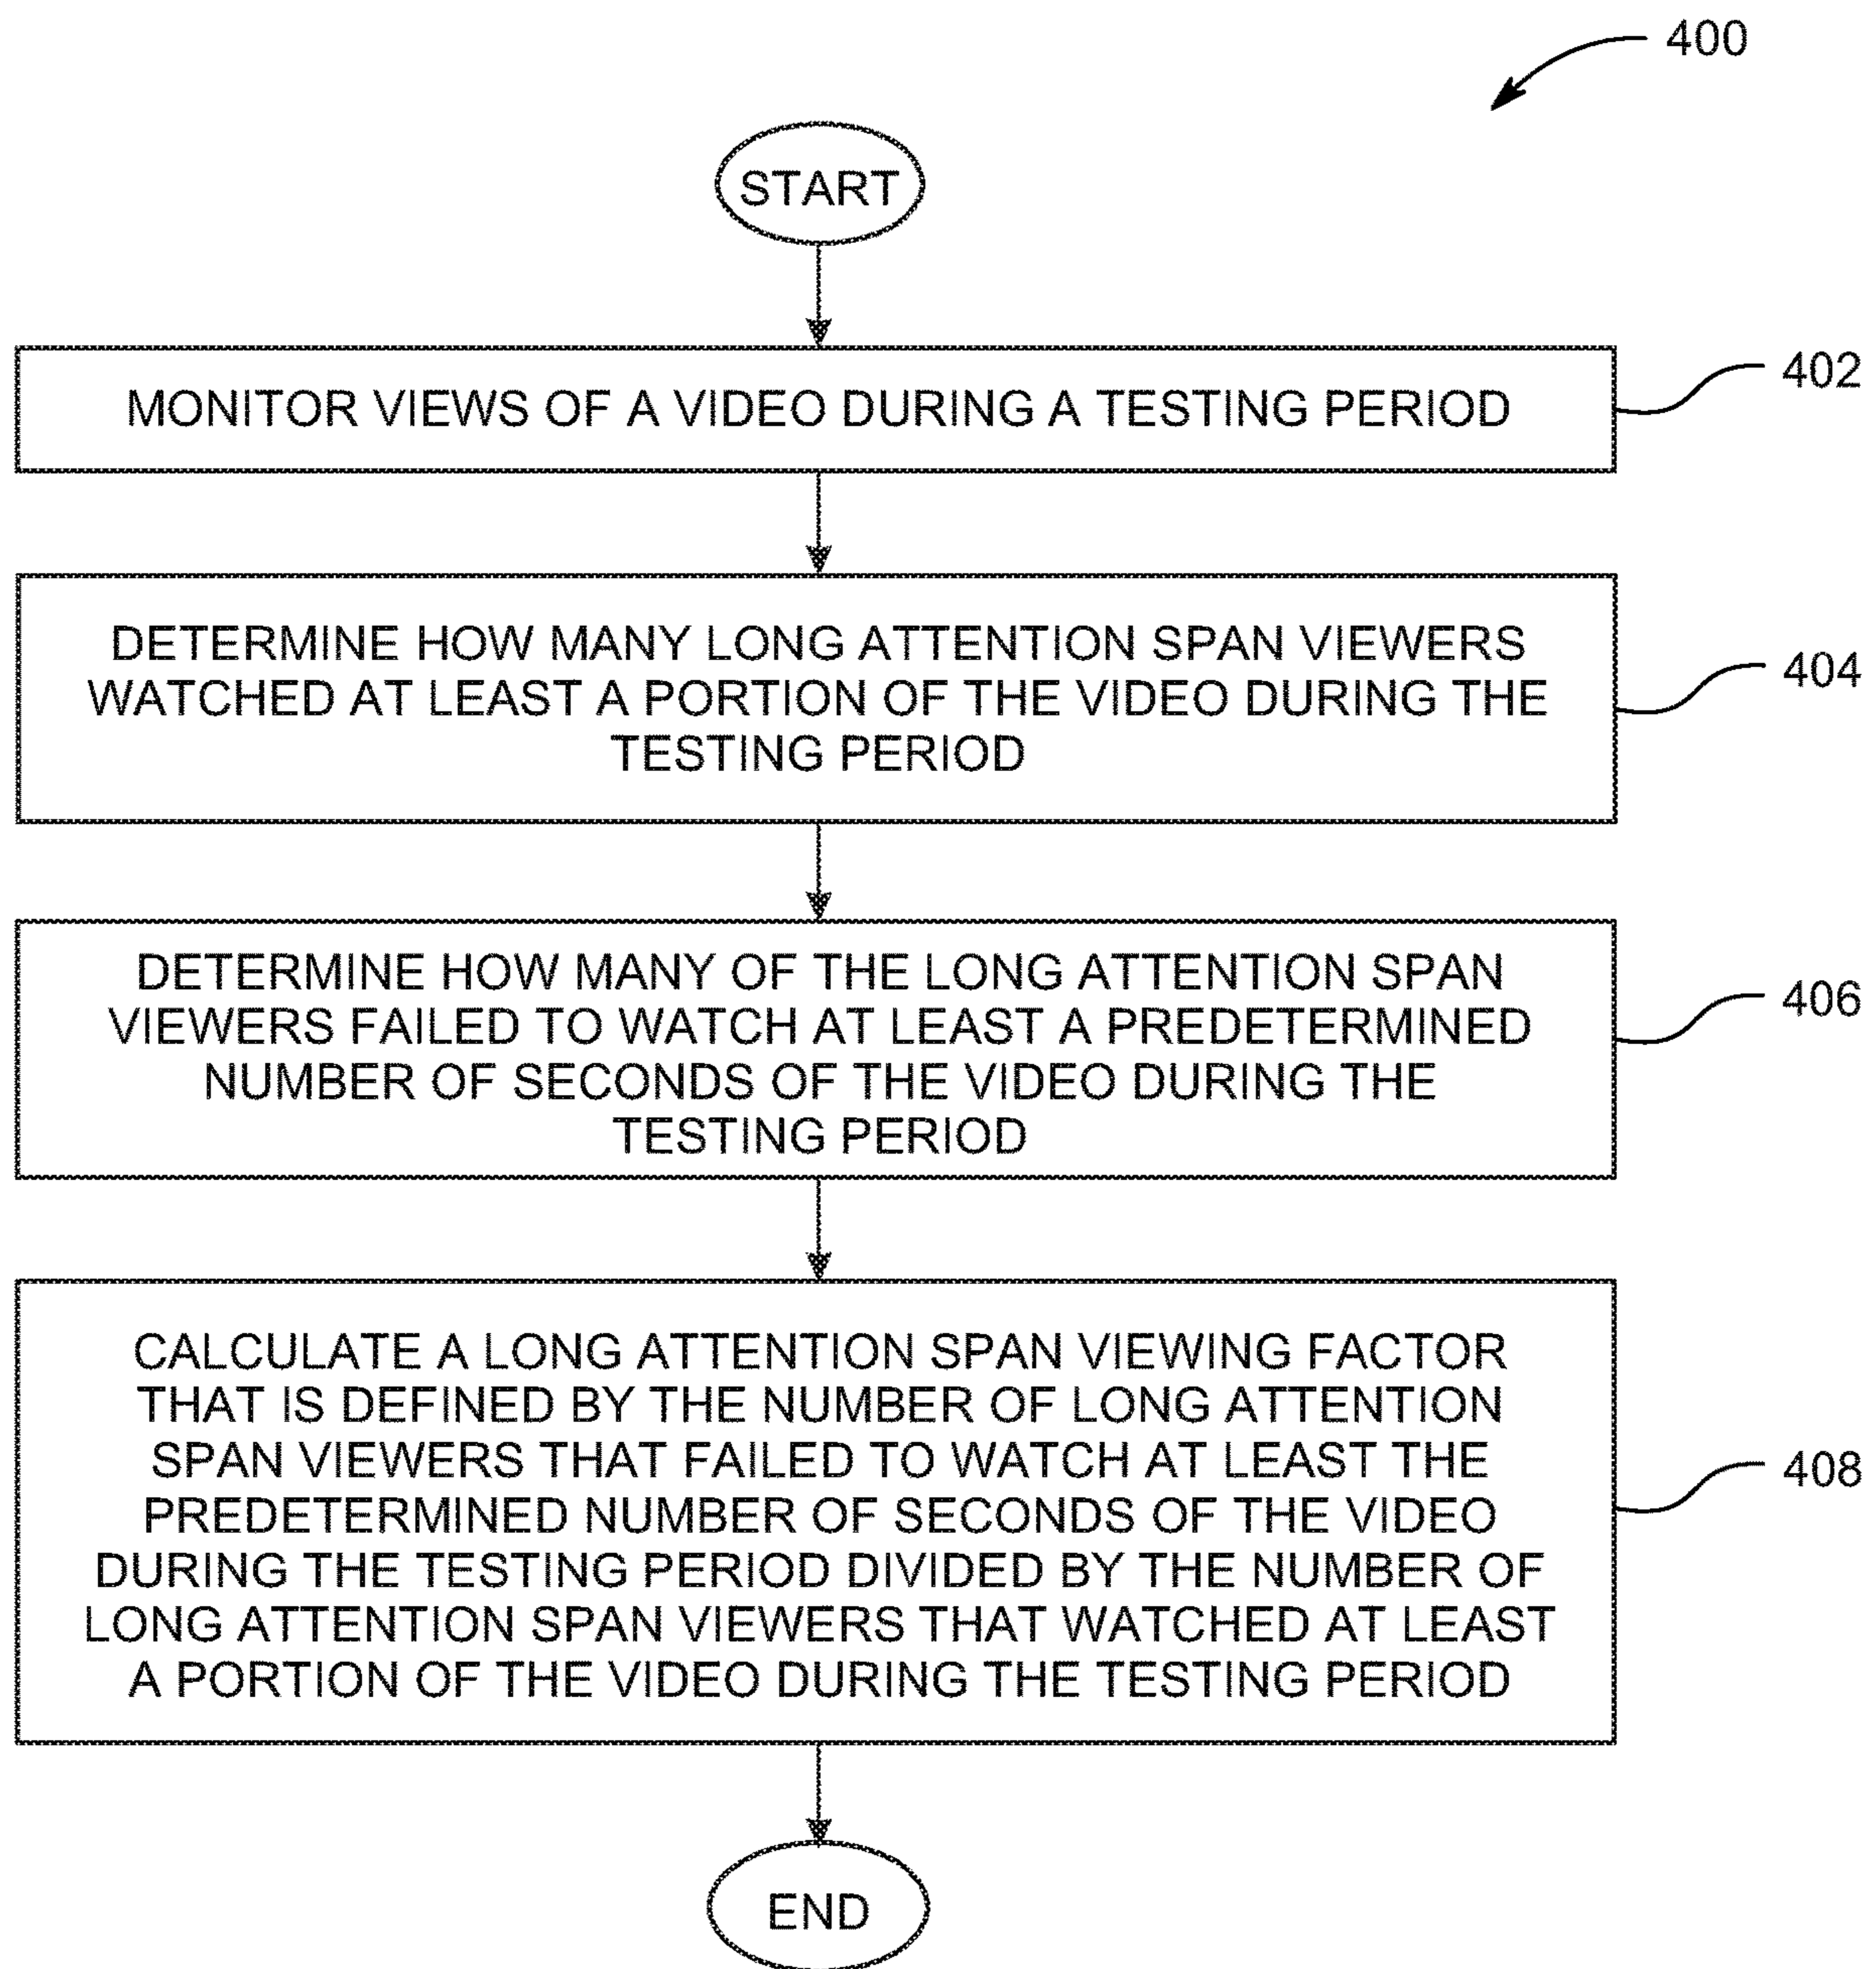 400
START
MONITOR VIEWS OF A VIDEO DURING A TESTING PERIOD
402
DETERMINE HOW MANY LONG ATTENTION SPAN VIEWERS
WATCHED AT LEAST A PORTION OF THE VIDEO DURING THE
TESTING PERIOD
404
DETERMINE HOW MANY OF THE LONG ATTENTION SPAN
VIEWERS FAILED TO WATCH AT LEAST A PREDETERMINED
NUMBER OF SECONDS OF THE VIDEO DURING THE
TESTING PERIOD
406
CALCULATE A LONG ATTENTION SPAN VIEWING FACTOR
THAT IS DEFINED BY THE NUMBER OF LONG ATTENTION
SPAN VIEWERS THAT FAILED TO WATCH AT LEAST THE
PREDETERMINED NUMBER OF SECONDS OF THE VIDEO
DURING THE TESTING PERIOD DIVIDED BY THE NUMBER OF
LONG ATTENTION SPAN VIEWERS THAT WATCHED AT LEAST
A PORTION OF THE VIDEO DURING THE TESTING PERIOD
408
END